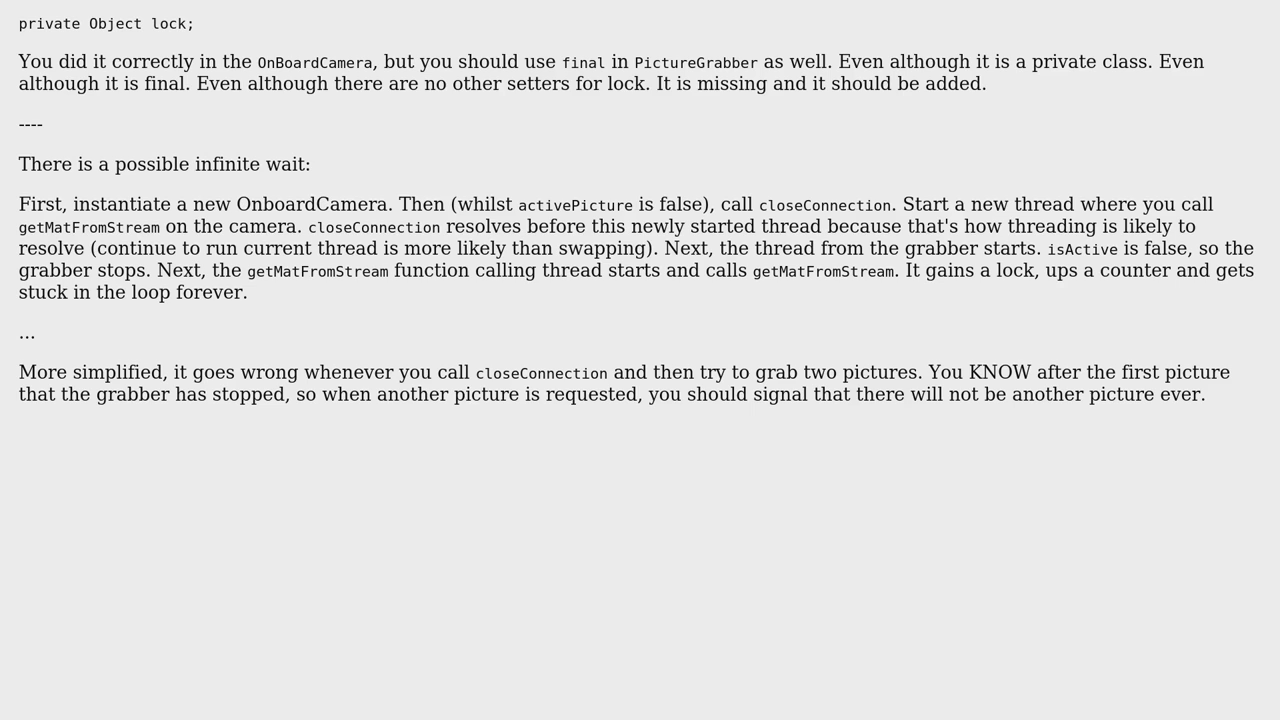 private Object lock;
You did it correctly in the OnBoardCamera, but you should use final in PictureGrabber as well. Even although it is a private class. Even
although it is final. Even although there are no other setters for lock. It is missing and it should be added.
----
There is a possible infinite wait:
First, instantiate a new OnboardCamera. Then (whilst activePicture is false), call closeConnection. Start a new thread where you call
getMatFromStream on the camera. closeConnection resolves before this newly started thread because that's how threading is likely to
resolve (continue to run current thread is more likely than swapping). Next, the thread from the grabber starts. isActive is false, so the
grabber stops. Next, the getMatFromStream function calling thread starts and calls getMatFromStream. It gains a lock, ups a counter and gets
stuck in the loop forever.
...
More simplified, it goes wrong whenever you call closeConnection and then try to grab two pictures. You KNOW after the first picture
that the grabber has stopped, so when another picture is requested, you should signal that there will not be another picture ever.